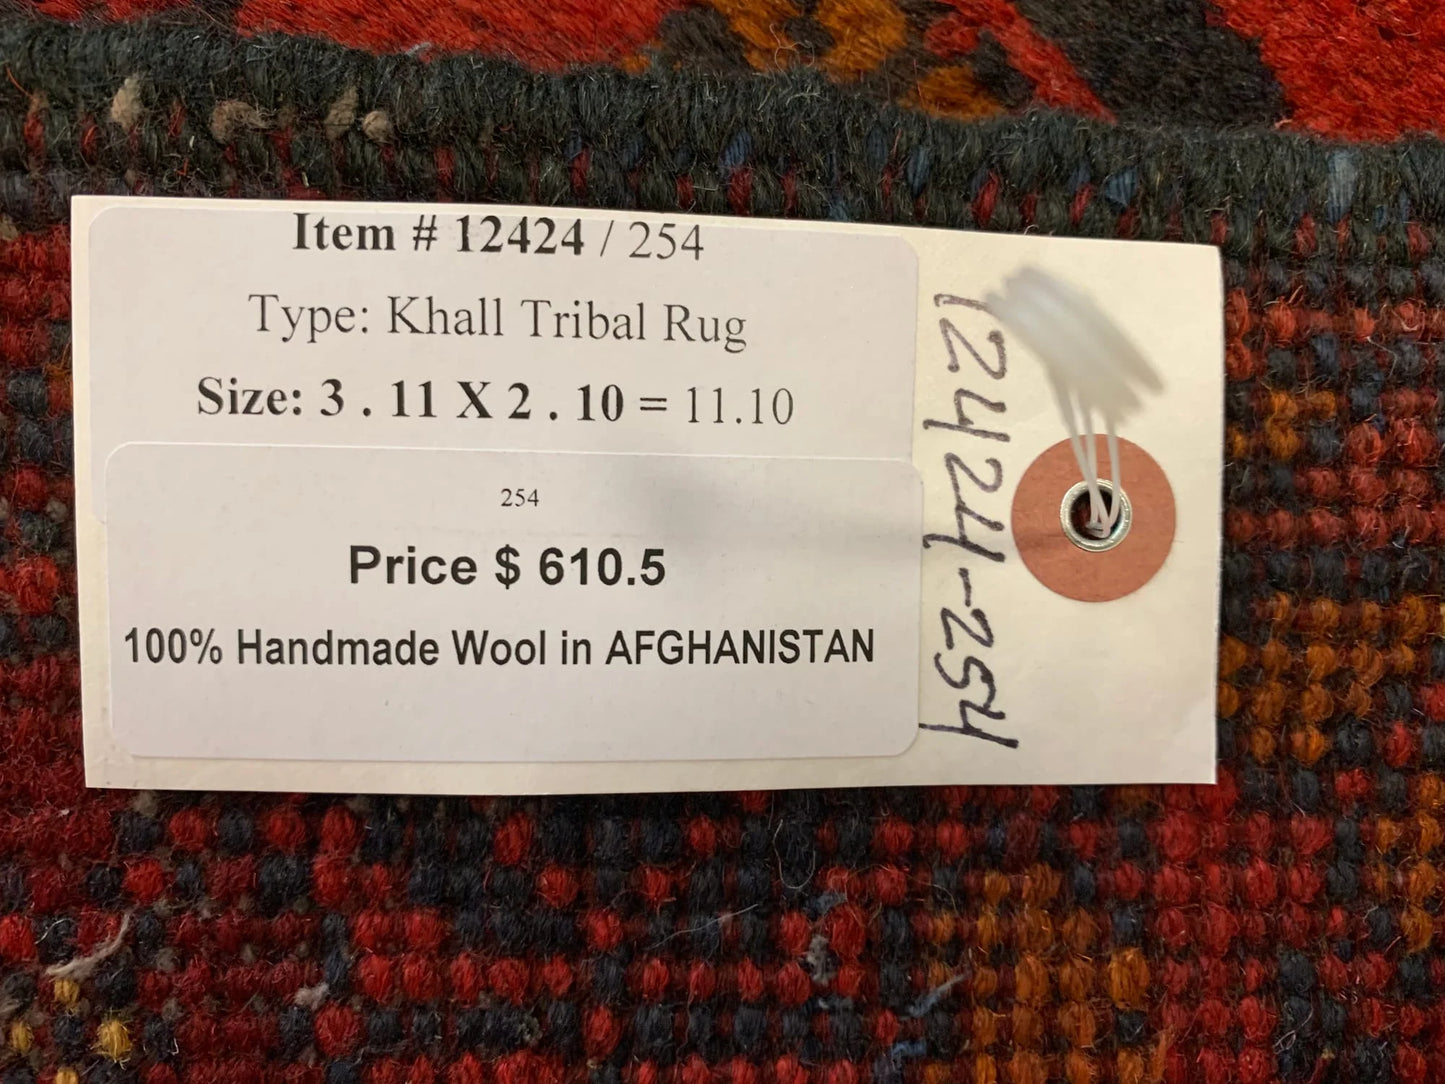 Item # 12424 / 254
Type: Khall Tribal Rug
Size: 3 . 11 X 2 . 10 = 11.10
254
Price $ 610.5
100% Handmade Wool in AFGHANISTAN
12424-254